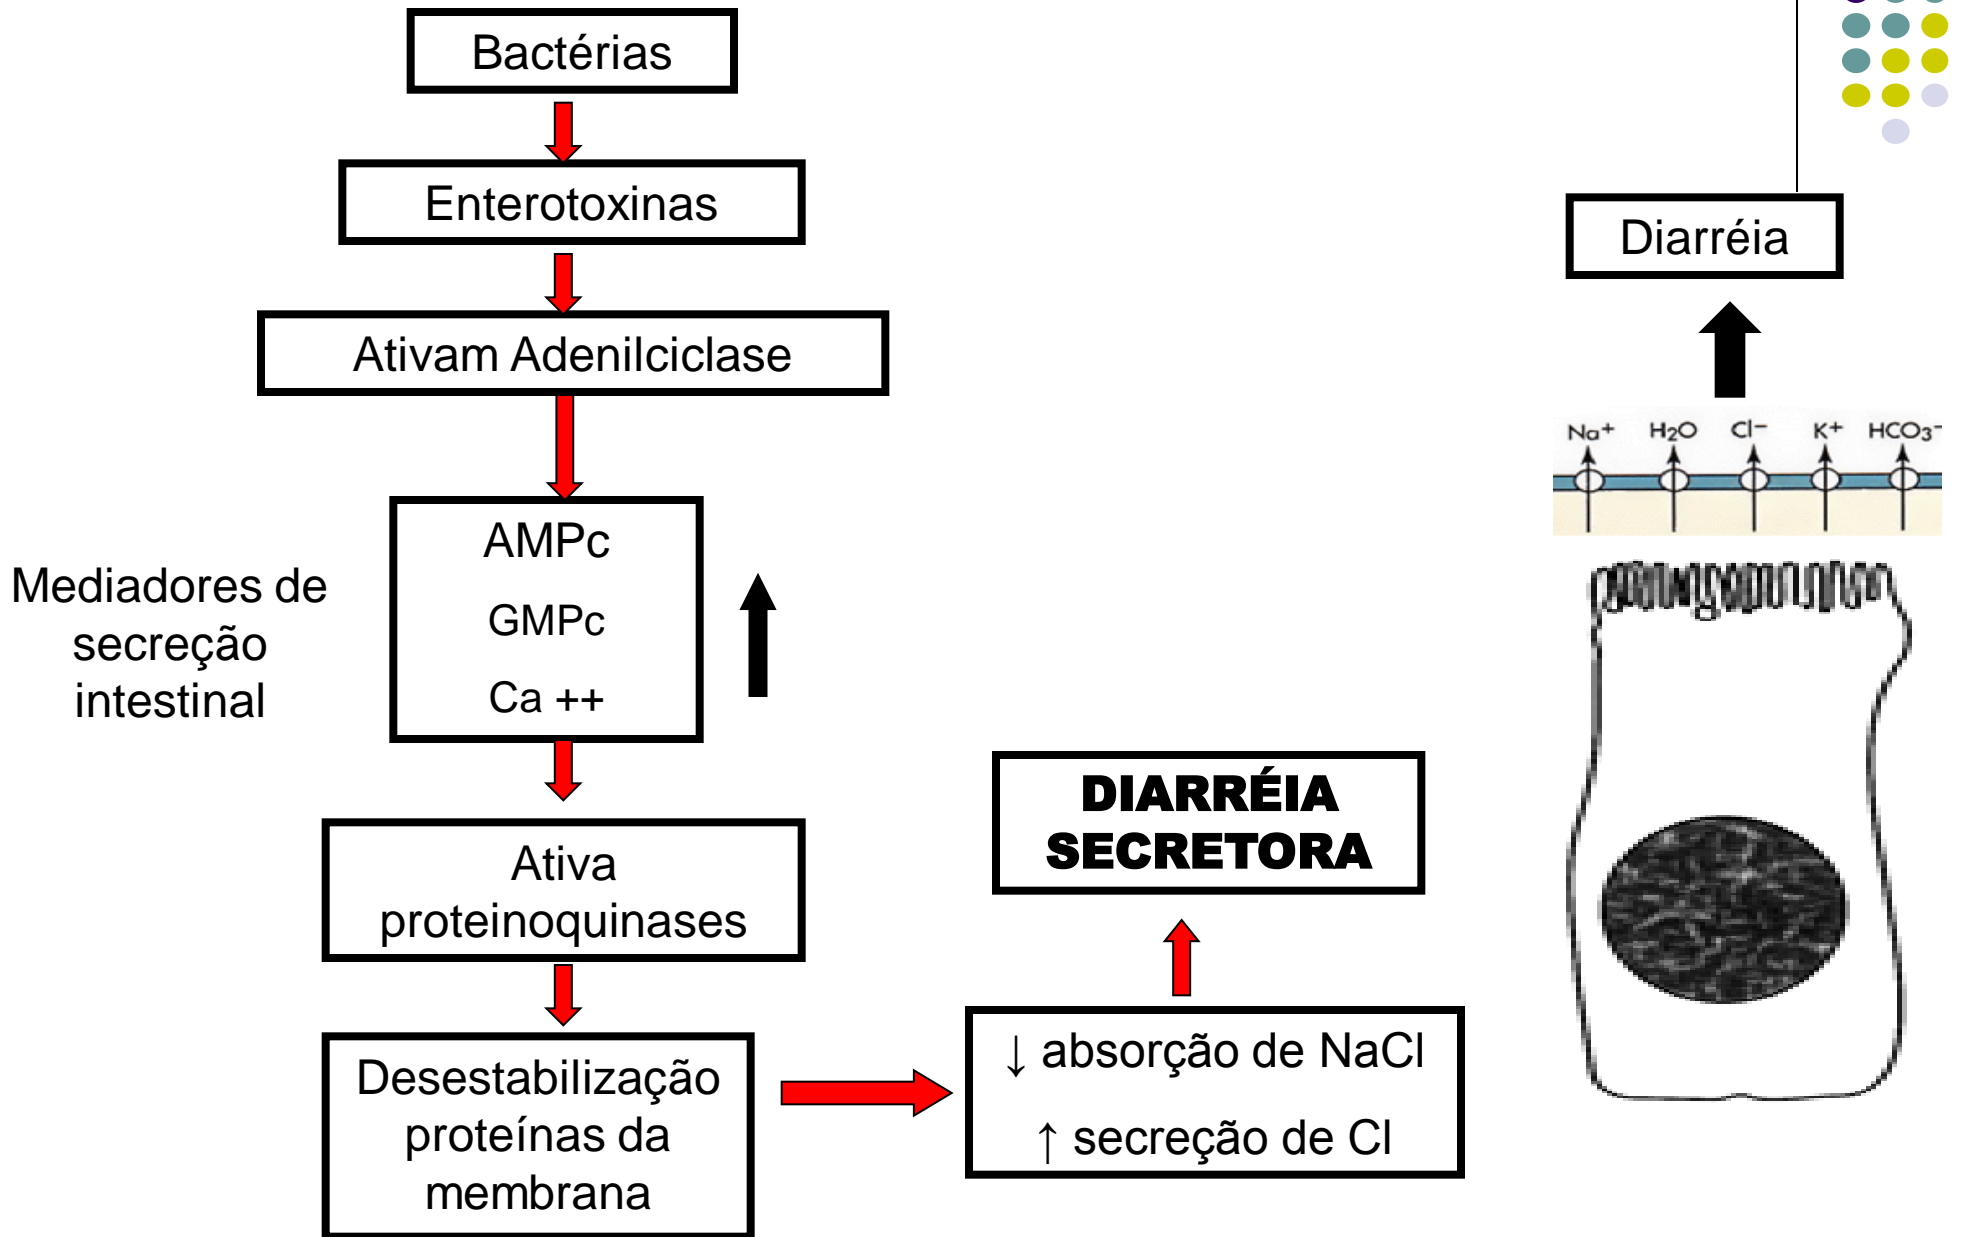 Bactérias
Enterotoxinas
Ativam Adenilciclase
Mediadores de
secreção
intestinal
AMPc
GMPc
Ca ++
Ativa
proteinoquinases
Desestabilização
proteínas da
membrana
↓ absorção de NaCl
↑ secreção de Cl
DIARRÉIA
SECRETORA
Diarréia
Na+ H2O Cl− K+ HCO3−